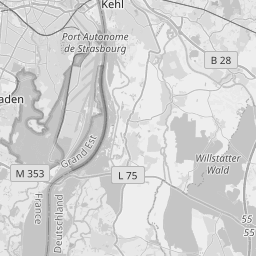 Kehl
Port Autonome
de Strasbourg
B 28
aden
Grand Est
Willstätter
Wald
M 353
L 75
France
Deutschland
55
55